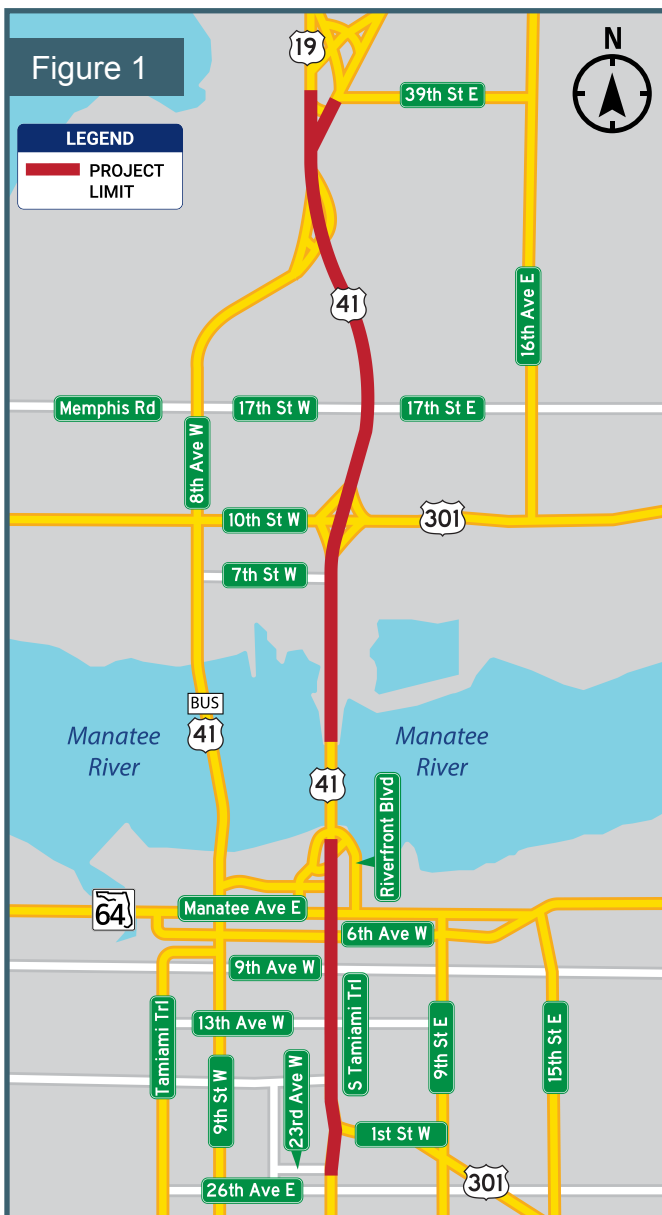 Figure 1
19
N
39th St E
LEGEND
PROJECT
LIMIT
16th Ave E
41
Memphis Rd
17th St W
17th St E
8th Ave W
10th St W
301
7th St W
BUS
41
Manatee
River
Manatee
River
41
Riverfront Blvd
64
Manatee Ave E
6th Ave W
9th Ave W
Tamiami Trl
13th Ave W
S Tamiami Trl
9th St E
15th St E
9th St W
23rd Ave W
1st St W
26th Ave E
301